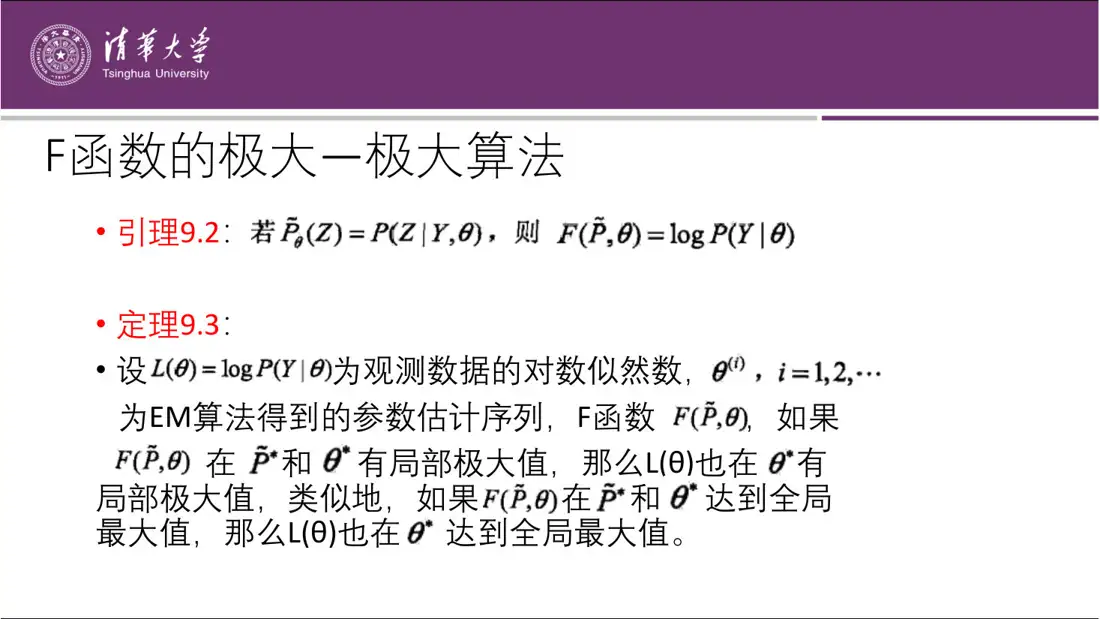 清华大学
Tsinghua University
F函数的极大—极大算法
• 引理9.2：若 P̃_θ(Z) = P(Z | Y,θ)，则 F(P̃,θ) = log P(Y | θ)
• 定理9.3：
• 设 L(θ) = log P(Y | θ)为观测数据的对数似然数，θ^(i)，i = 1,2,⋯
为EM算法得到的参数估计序列，F函数 F(P̃,θ)，如果
F(P̃,θ) 在 P̃* 和 θ* 有局部极大值，那么L(θ)也在 θ* 有
局部极大值，类似地，如果 F(P̃,θ) 在 P̃* 和 θ* 达到全局
最大值，那么L(θ)也在 θ* 达到全局最大值。